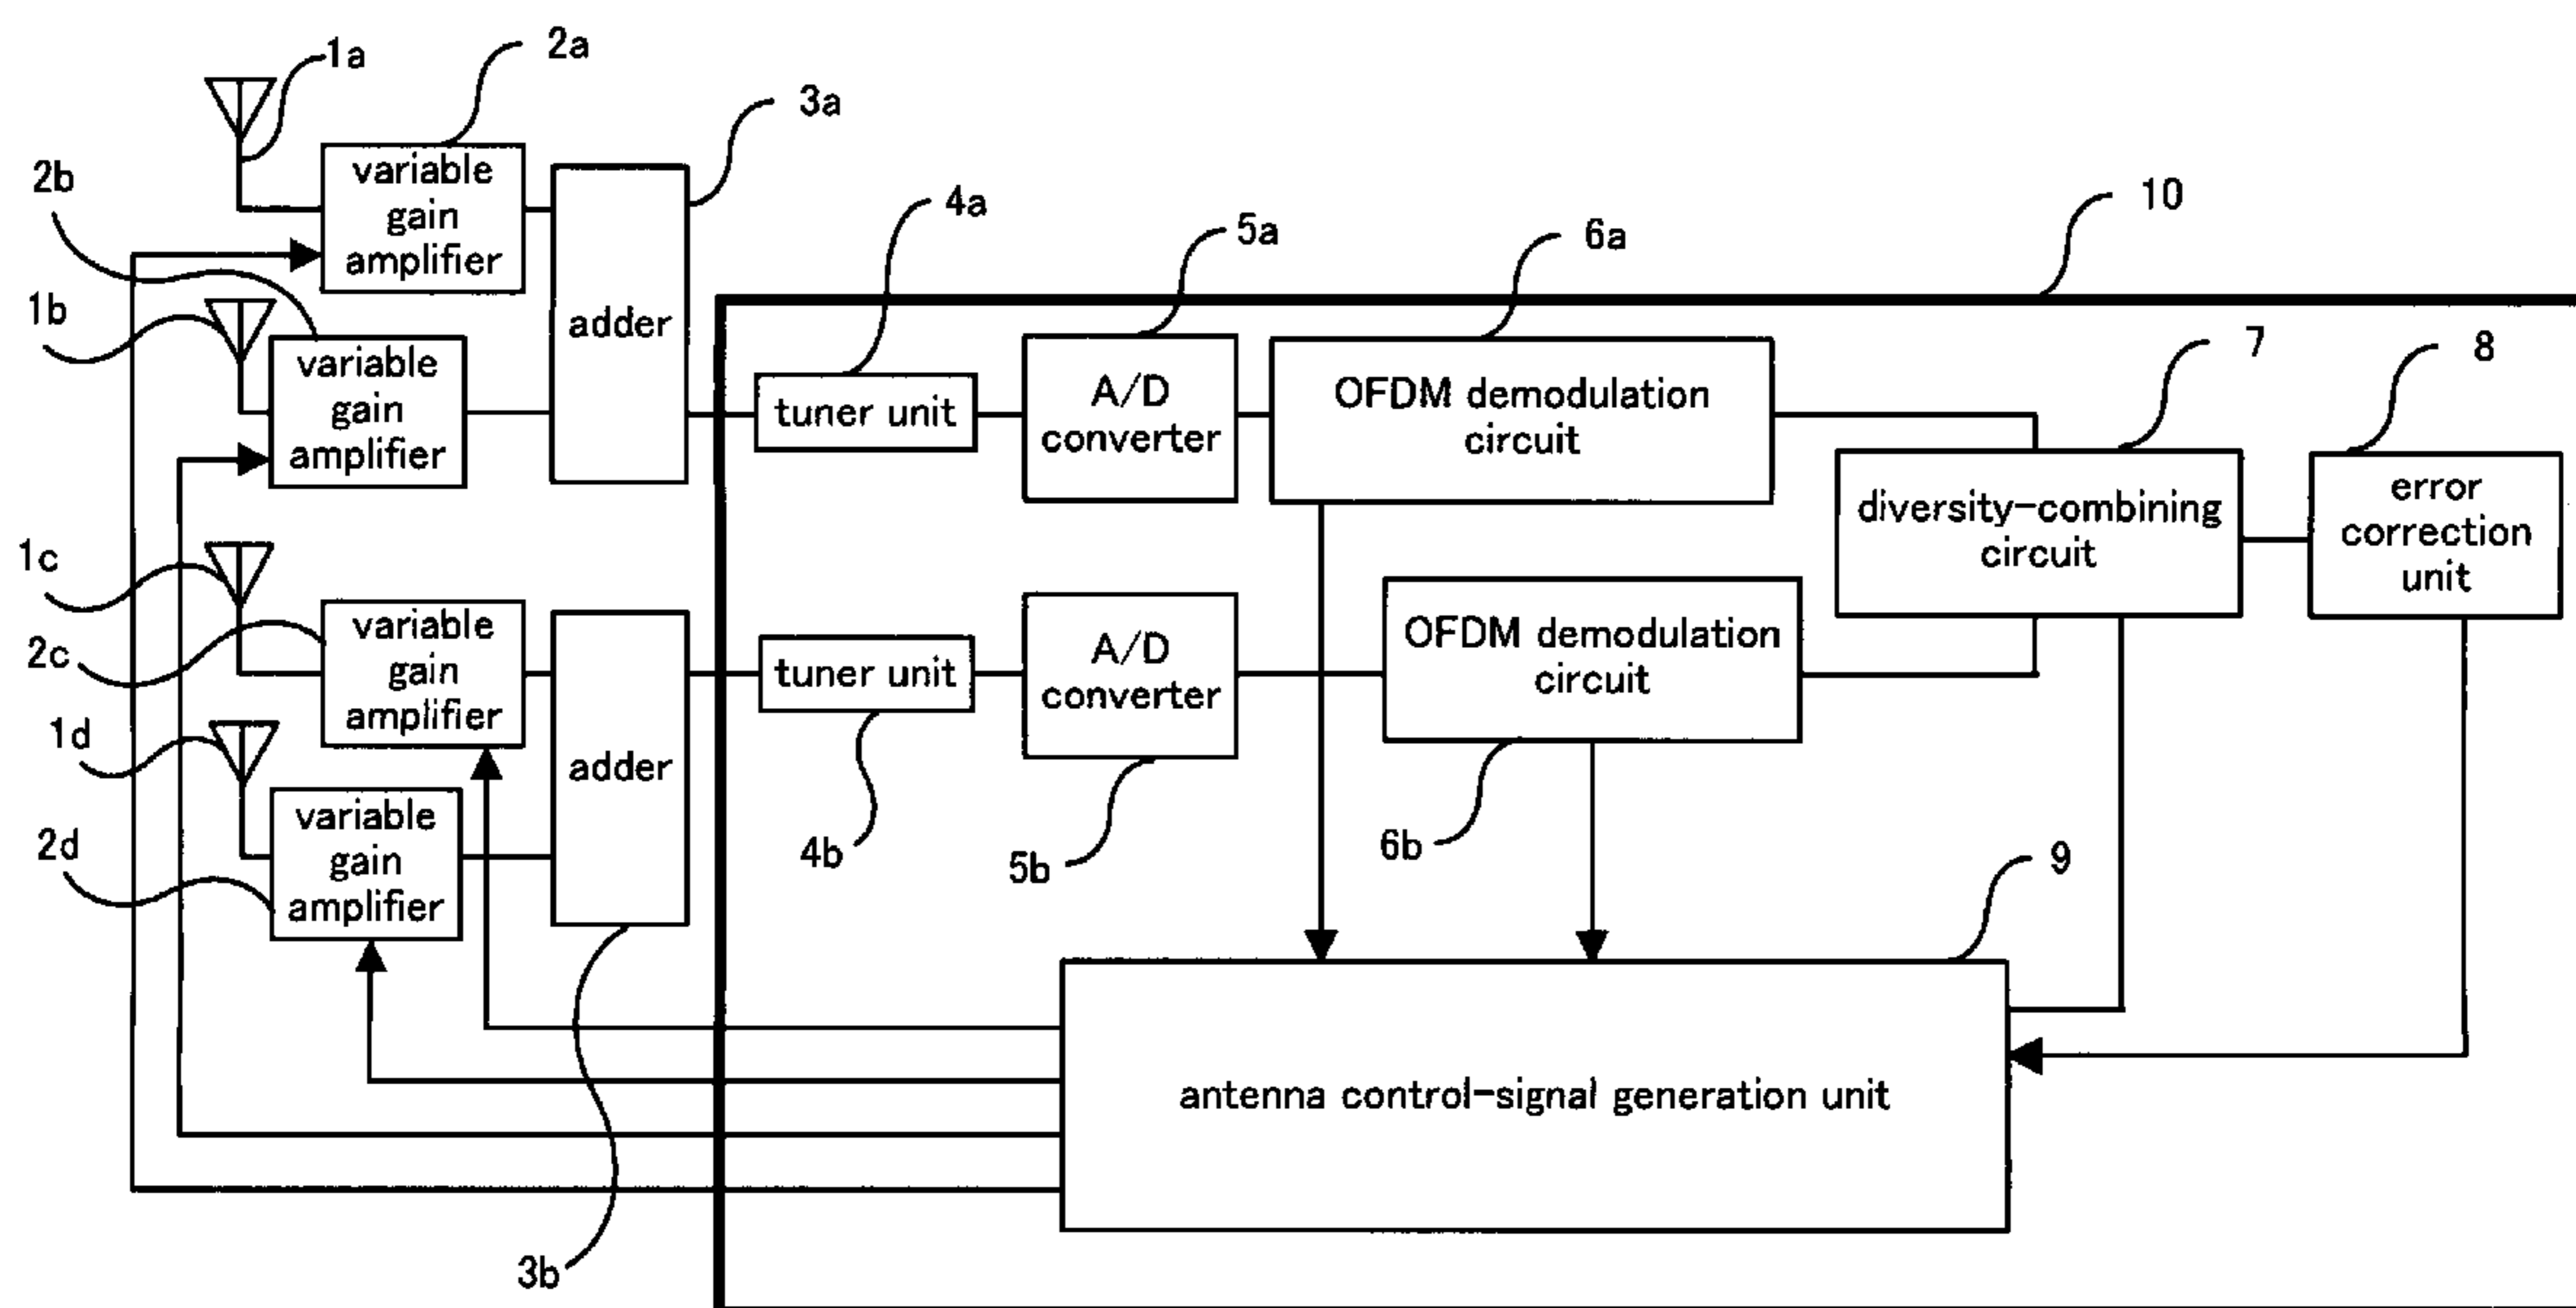 1a
2a
3a
2b
variable
gain
amplifier
4a
10
5a
6a
1b
adder
7
8
variable
gain
amplifier
tuner unit
A/D
converter
OFDM demodulation
circuit
diversity-combining
circuit
error
correction
unit
1c
2c
variable
gain
amplifier
adder
tuner unit
A/D
converter
OFDM demodulation
circuit
1d
2d
variable
gain
amplifier
4b
5b
6b
9
antenna control-signal generation unit
3b